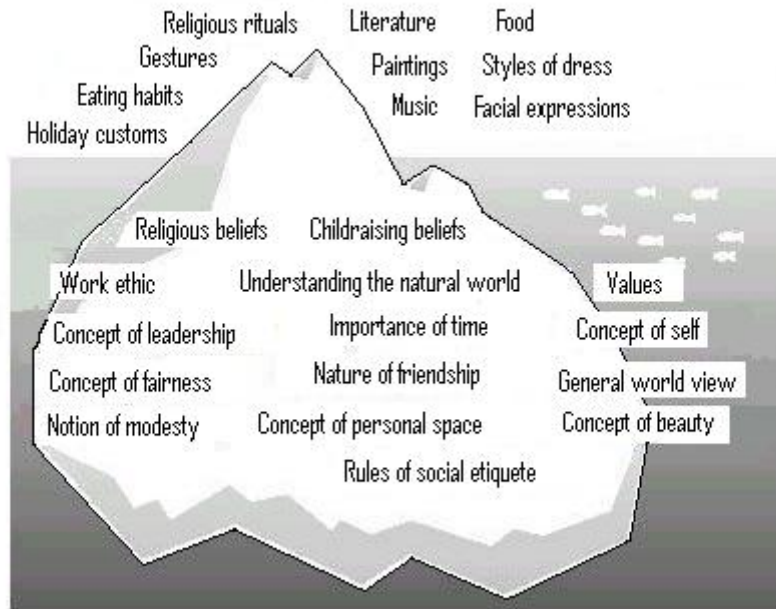 Religious rituals
Literature
Food
Gestures
Paintings
Styles of dress
Eating habits
Music
Facial expressions
Holiday customs
Religious beliefs
Childraising beliefs
Work ethic
Understanding the natural world
Values
Concept of leadership
Importance of time
Concept of self
Concept of fairness
Nature of friendship
General world view
Notion of modesty
Concept of personal space
Concept of beauty
Rules of social etiquete